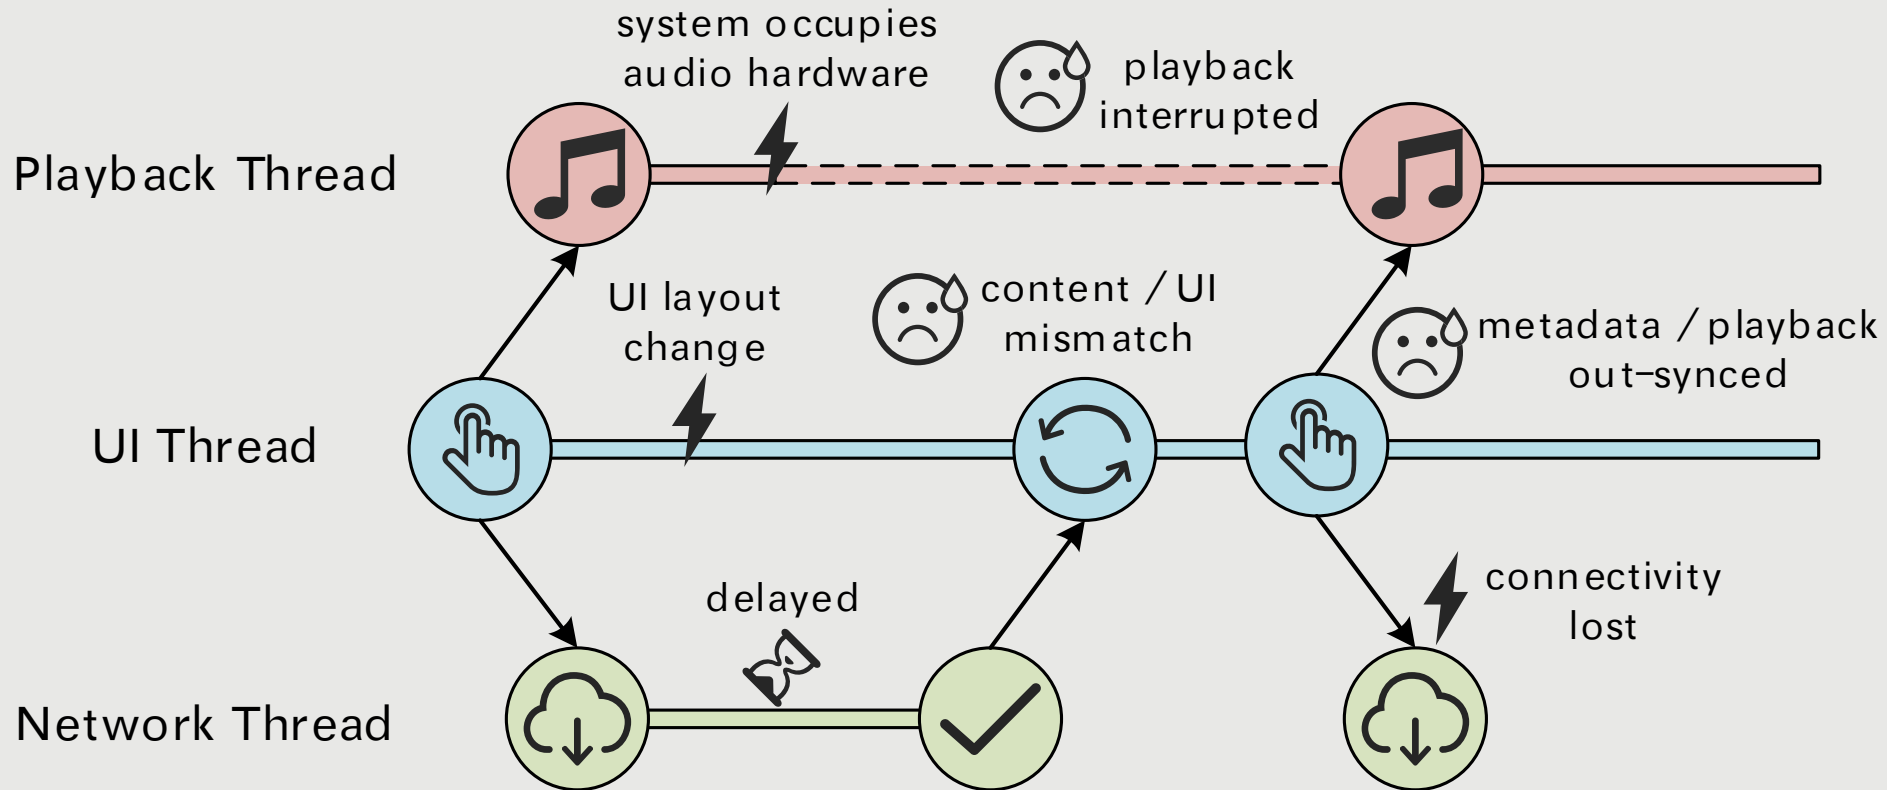 system occupies
audio hardware
playback
interrupted
Playback Thread
UI layout
change
content / UI
mismatch
metadata / playback
out-synced
UI Thread
delayed
connectivity
lost
Network Thread